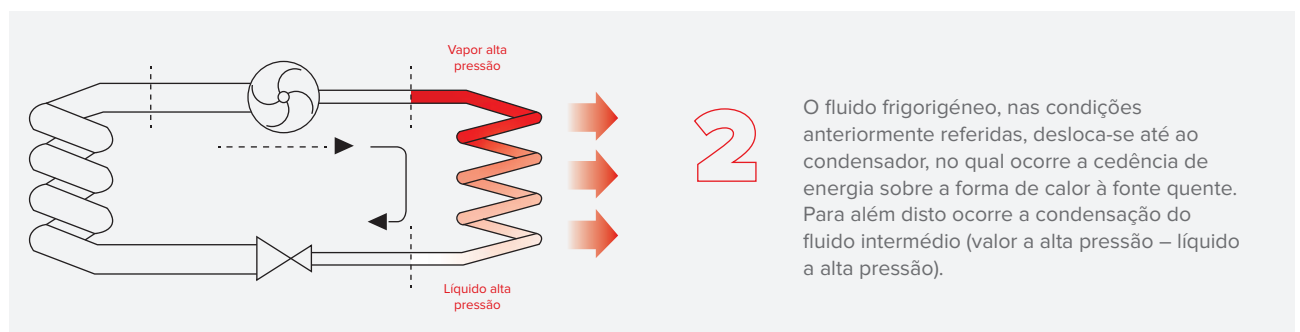 Vapor alta
pressão
2
O fluido frigorigéneo, nas condições
anteriormente referidas, desloca-se até ao
condensador, no qual ocorre a cedência de
energia sobre a forma de calor à fonte quente.
Para além disto ocorre a condensação do
fluido intermédio (valor a alta pressão – líquido
a alta pressão).
Líquido alta
pressão